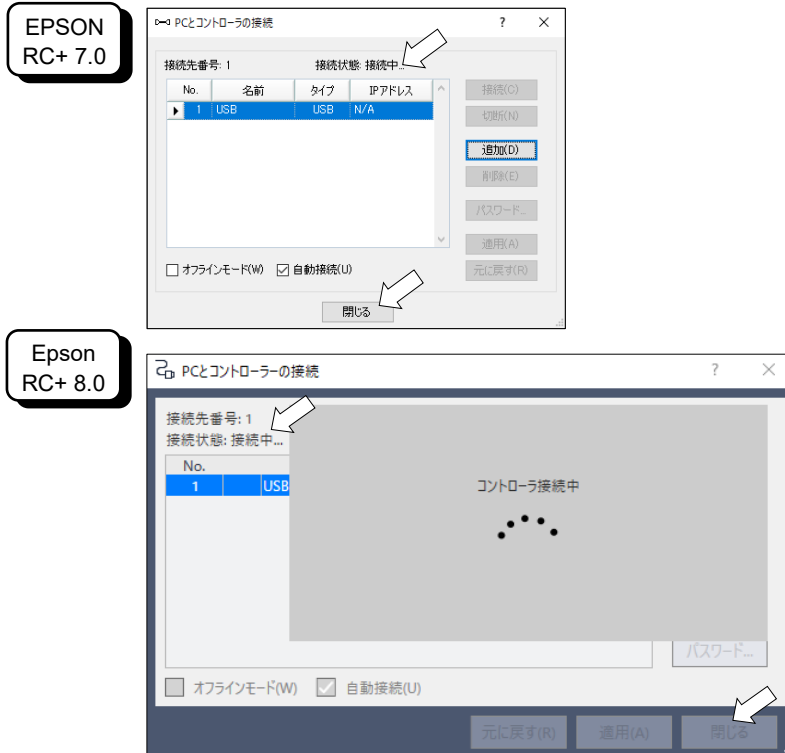 EPSON
RC+ 7.0
PCとコントローラの接続
接続先番号: 1 接続状態: 接続中...
No. 名前 タイプ IPアドレス
1 USB USB N/A
接続(C)
切断(N)
追加(D)
削除(E)
パスワード...
適用(A)
元に戻す(R)
オフラインモード(W) 自動接続(U)
閉じる
Epson
RC+ 8.0
PCとコントローラーの接続
接続先番号: 1
接続状態: 接続中...
No.
1 USB
コントローラ接続中
パスワード...
オフラインモード(W) 自動接続(U)
元に戻す(R) 適用(A) 閉じる